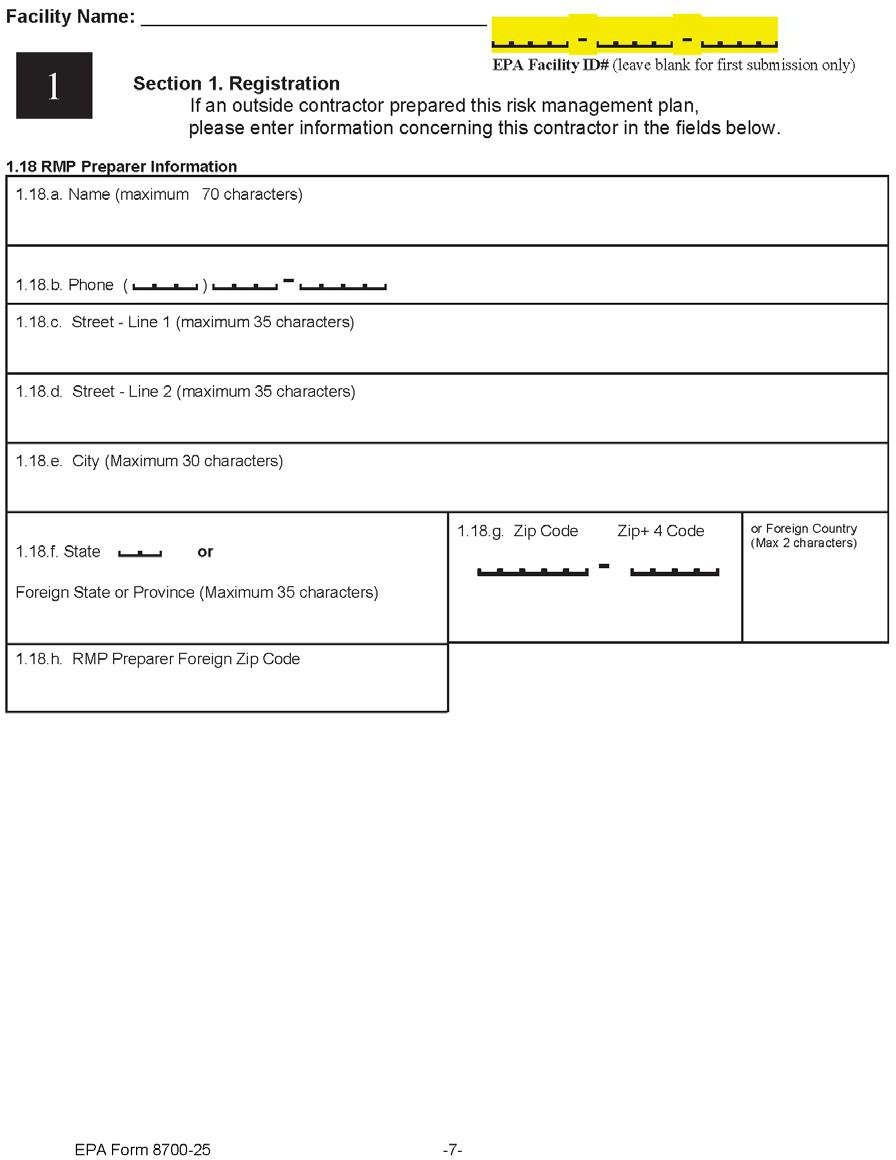 Facility Name:
EPA Facility ID# (leave blank for first submission only)
1
Section 1. Registration
If an outside contractor prepared this risk management plan,
please enter information concerning this contractor in the fields below.
1.18 RMP Preparer Information
1.18.a. Name (maximum 70 characters)
1.18.b. Phone ( ) -
1.18.c. Street - Line 1 (maximum 35 characters)
1.18.d. Street - Line 2 (maximum 35 characters)
1.18.e. City (Maximum 30 characters)
1.18.f. State or
Foreign State or Province (Maximum 35 characters)
1.18.g. Zip Code Zip+ 4 Code
or Foreign Country
(Max 2 characters)
1.18.h. RMP Preparer Foreign Zip Code
EPA Form 8700-25 -7-